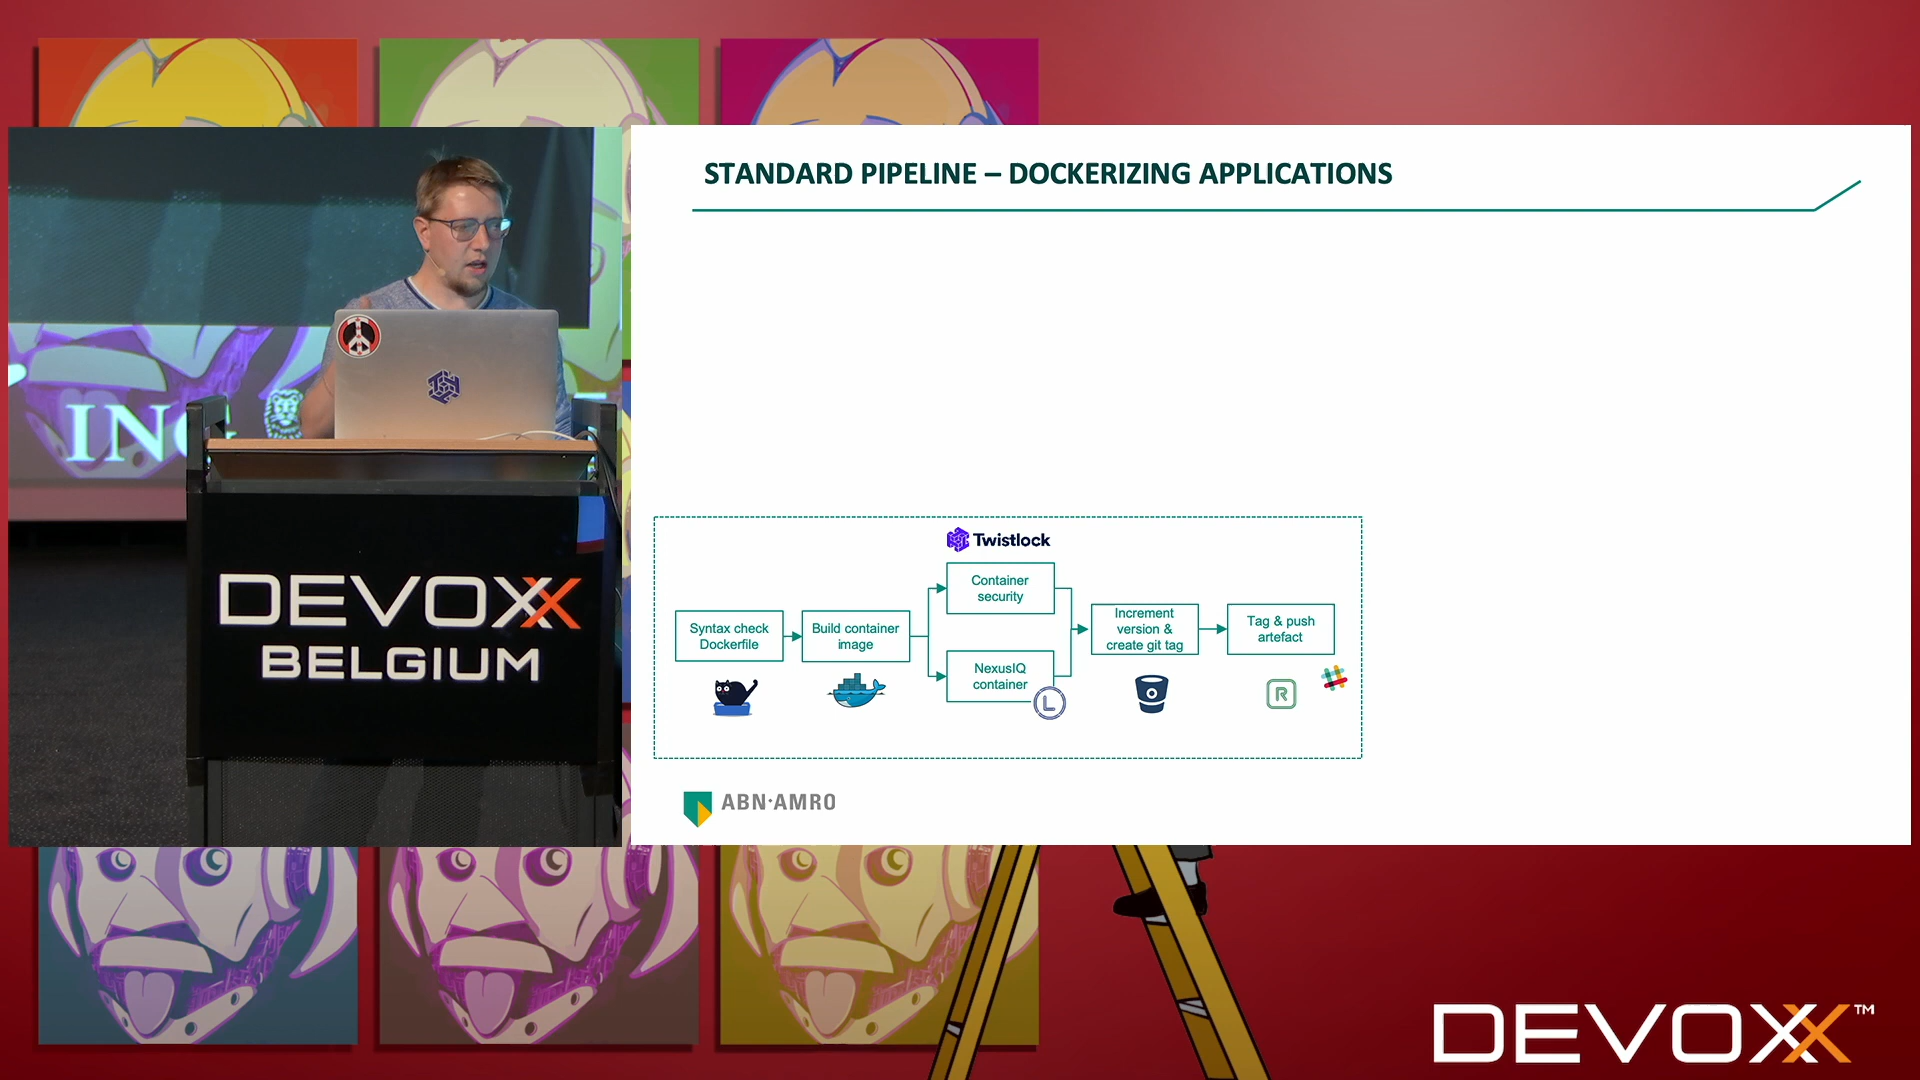 STANDARD PIPELINE – DOCKERIZING APPLICATIONS
Twistlock
Container
security
Syntax check
Dockerfile
Build container
image
NexusIQ
container
L
Increment
version &
create git tag
Tag & push
artefact
R
ABN·AMRO
ING
DEVOXX
BELGIUM
DEVOXX™